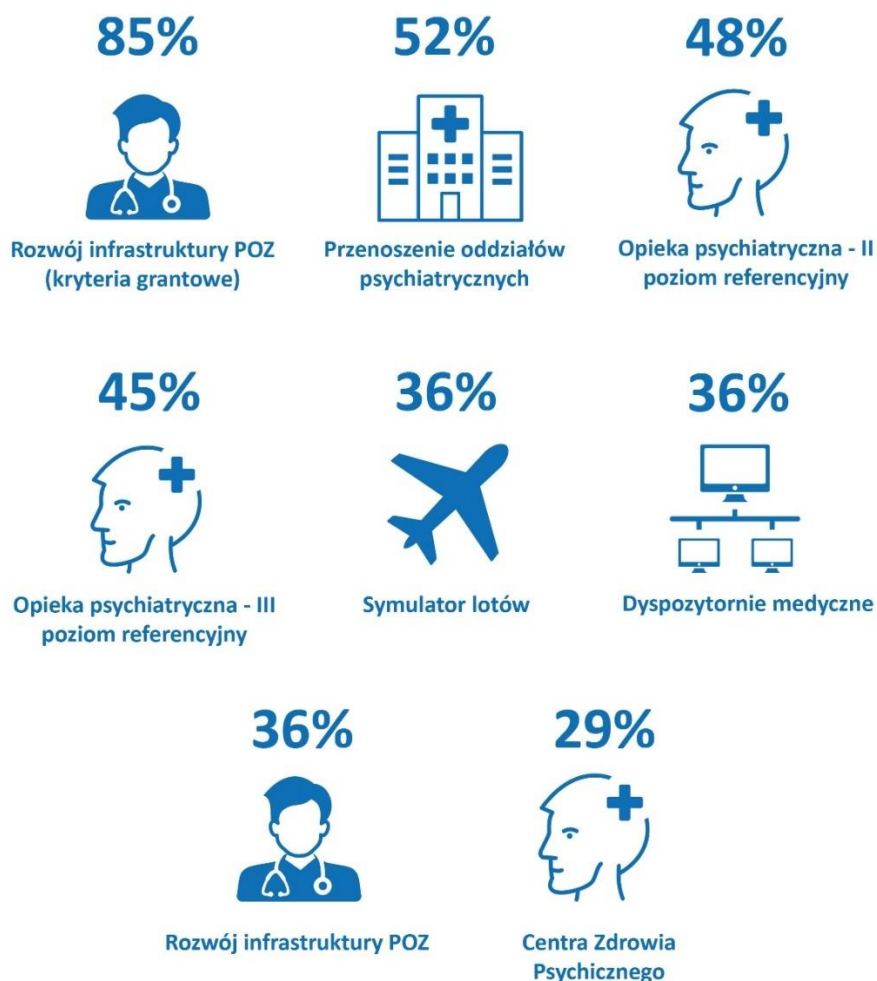 85%
52%
48%
Rozwój infrastruktury POZ
(kryteria grantowe)
Przenoszenie oddziałów
psychiatrycznych
Opieka psychiatryczna - II
poziom referencyjny
45%
36%
36%
Opieka psychiatryczna - III
poziom referencyjny
Symulator lotów
Dyspozytornie medyczne
36%
29%
Rozwój infrastruktury POZ
Centra Zdrowia
Psychicznego